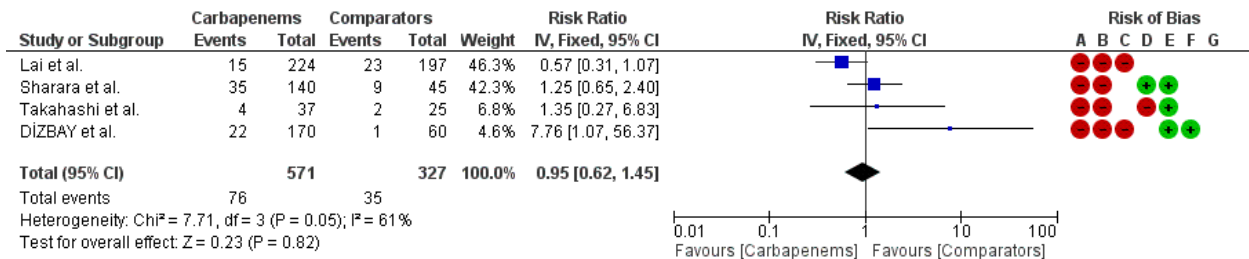 Carbapenems Comparators Risk Ratio Risk Ratio Risk of Bias
Study or Subgroup Events Total Events Total Weight IV, Fixed, 95% CI IV, Fixed, 95% CI A B C D E F G
Lai et al. 15 224 23 197 46.3% 0.57 [0.31, 1.07]
Sharara et al. 35 140 9 45 42.3% 1.25 [0.65, 2.40]
Takahashi et al. 4 37 2 25 6.8% 1.35 [0.27, 6.83]
DİZBAY et al. 22 170 1 60 4.6% 7.76 [1.07, 56.37]
Total (95% CI) 571 327 100.0% 0.95 [0.62, 1.45]
Total events 76 35
Heterogeneity: Chi² = 7.71, df = 3 (P = 0.05); I² = 61%
Test for overall effect: Z = 0.23 (P = 0.82)
0.01 0.1 1 10 100
Favours [Carbapenems] Favours [Comparators]